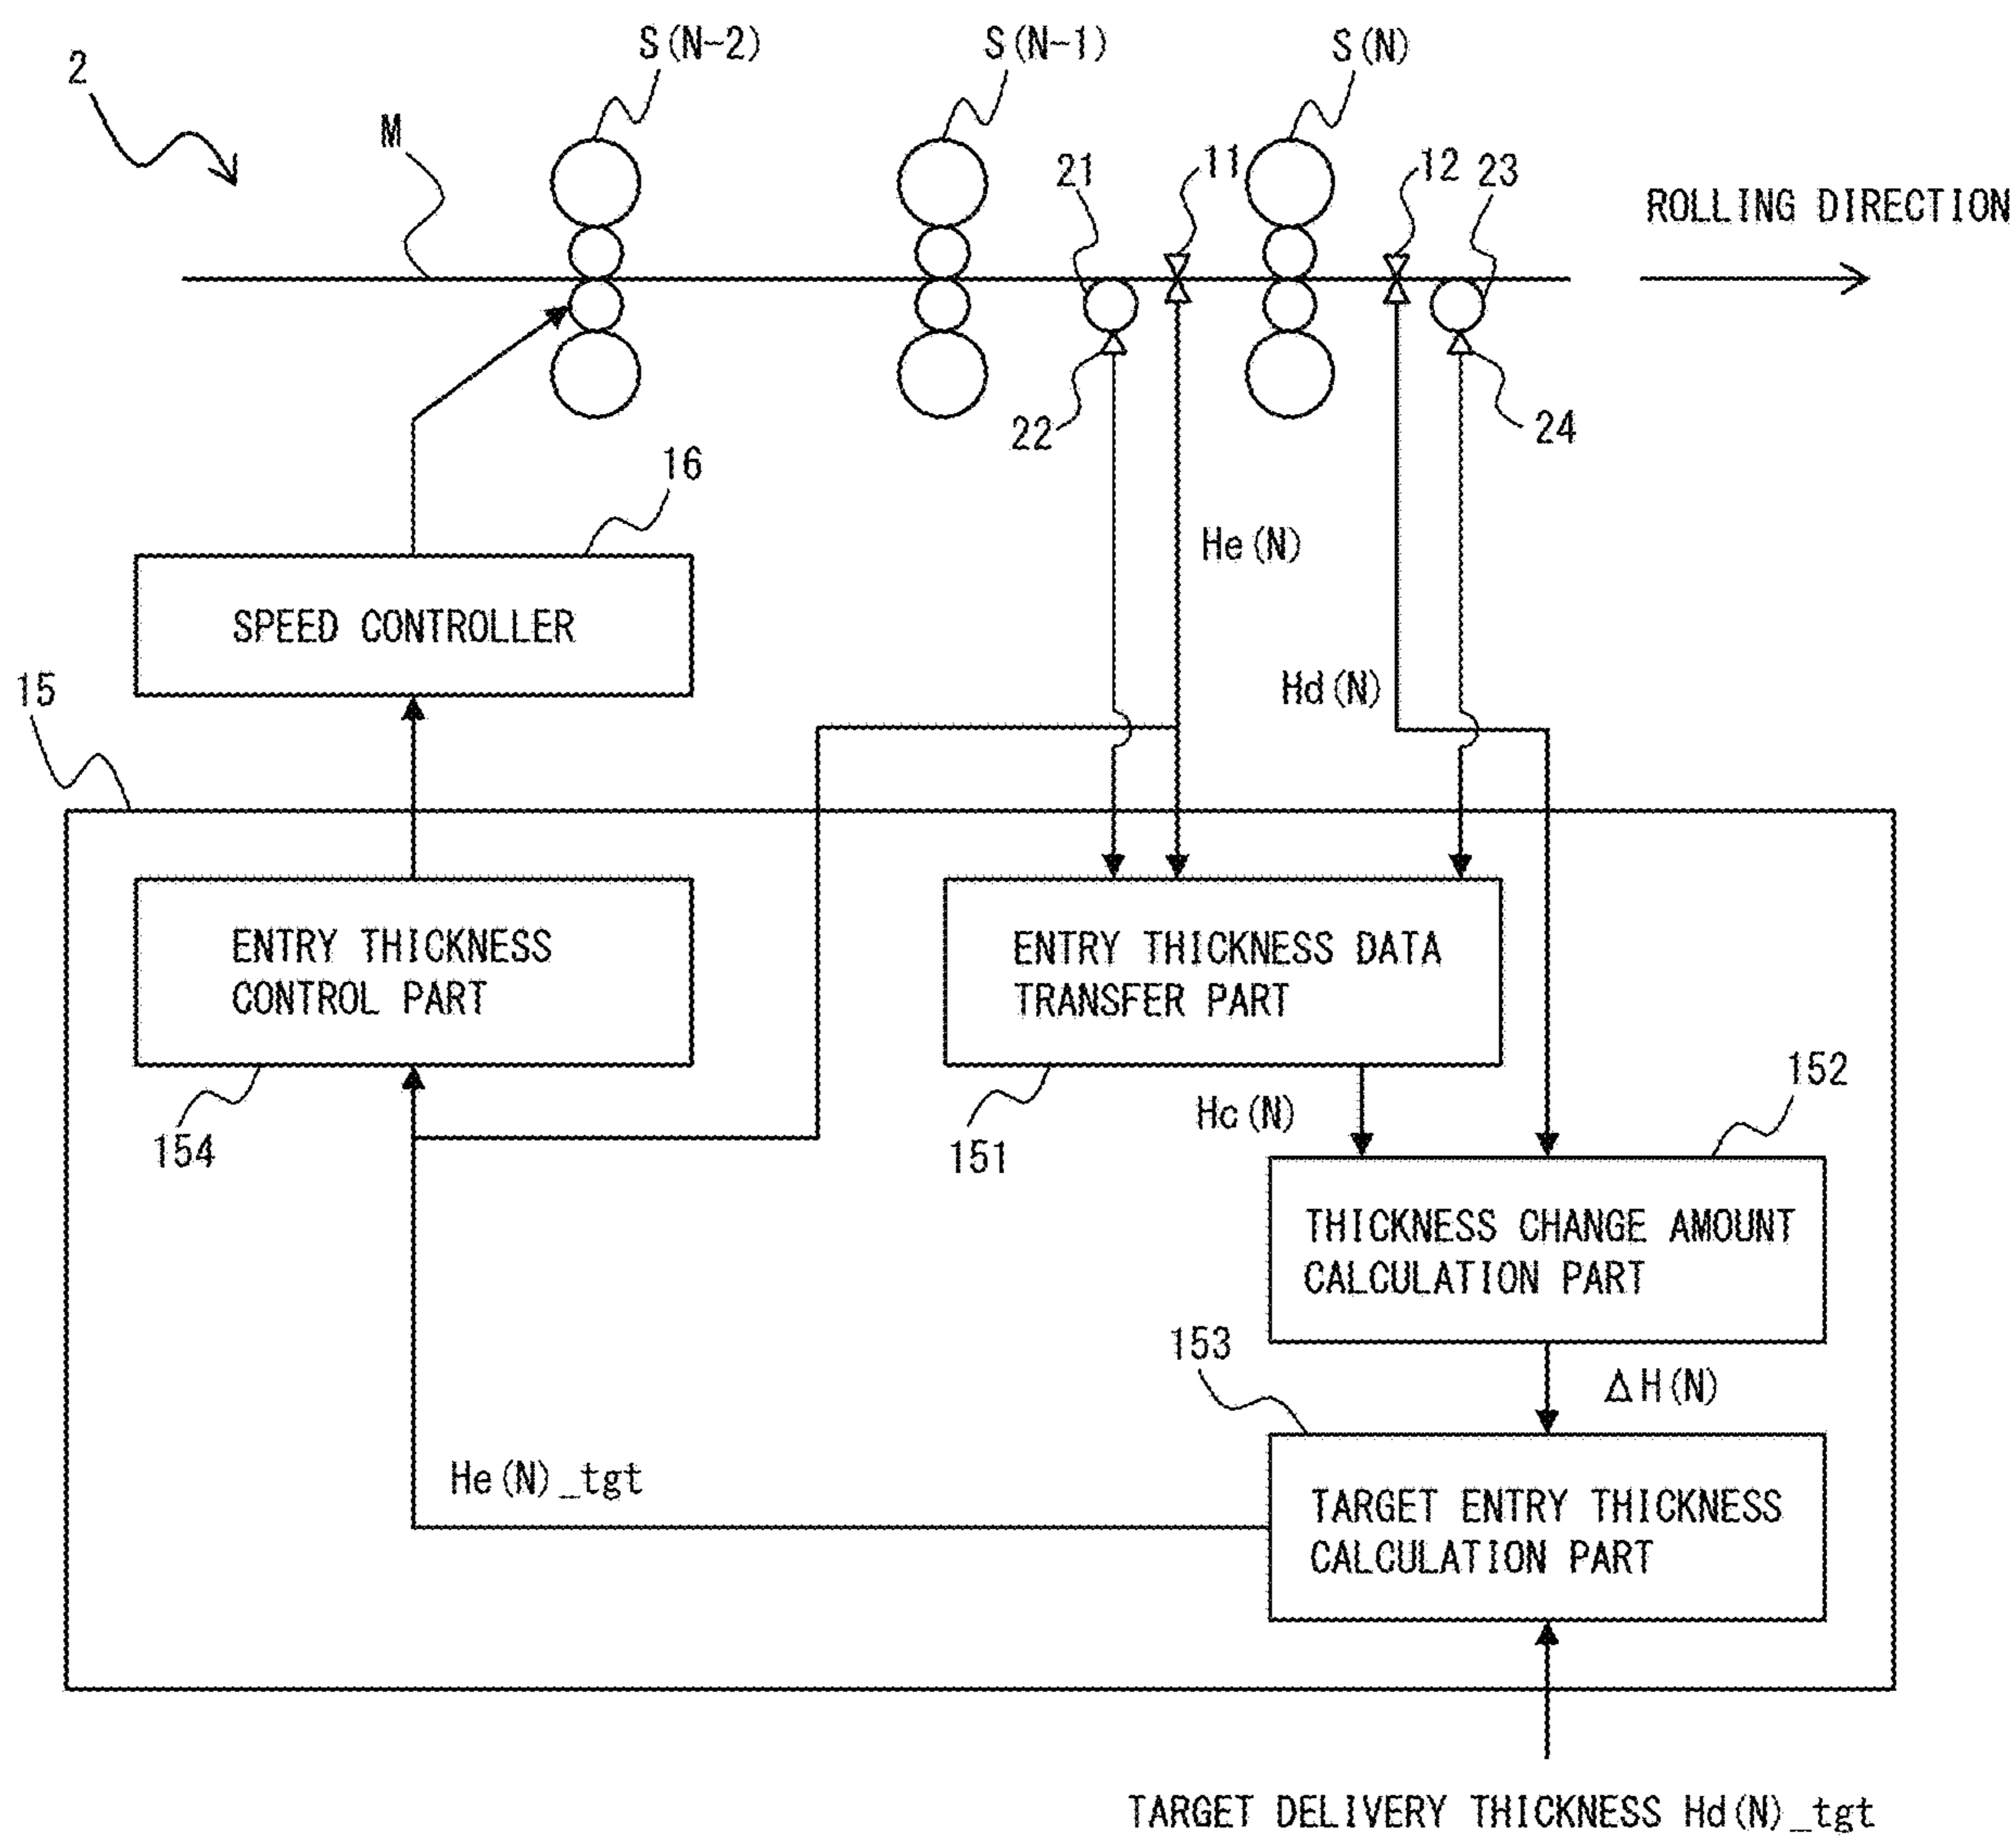 S(N-2)
S(N-1)
S(N)
2
M
21
11
12
23
ROLLING DIRECTION
22
24
16
He(N)
SPEED CONTROLLER
Hd(N)
15
ENTRY THICKNESS
CONTROL PART
ENTRY THICKNESS DATA
TRANSFER PART
154
151
Hc(N)
152
THICKNESS CHANGE AMOUNT
CALCULATION PART
153
ΔH(N)
He(N)_tgt
TARGET ENTRY THICKNESS
CALCULATION PART
TARGET DELIVERY THICKNESS Hd(N)_tgt